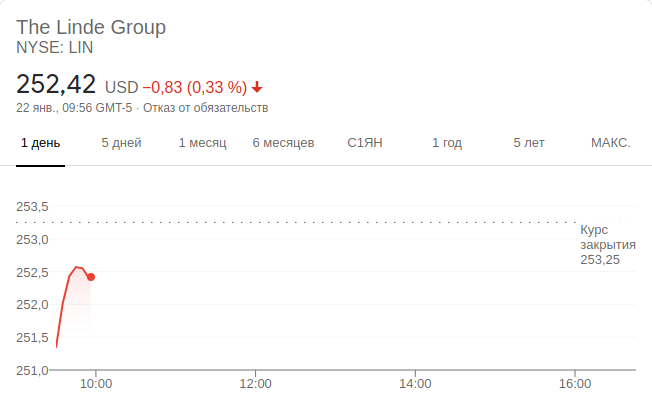 The Linde Group
NYSE: LIN
252,42 USD −0,83 (0,33 %)
22 янв., 09:56 GMT-5 · Отказ от обязательств
1 день 5 дней 1 месяц 6 месяцев С1ЯН 1 год 5 лет МАКС.
253,5
253,0
252,5
252,0
251,5
251,0
Курс
закрытия
253,25
10:00 12:00 14:00 16:00